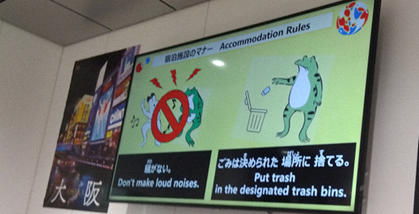 宿泊施設のマナー Accommodation Rules
騒がない。
Don't make loud noises.
ごみは決められた 場所に 捨てる。
Put trash
in the designated trash bins.
大阪